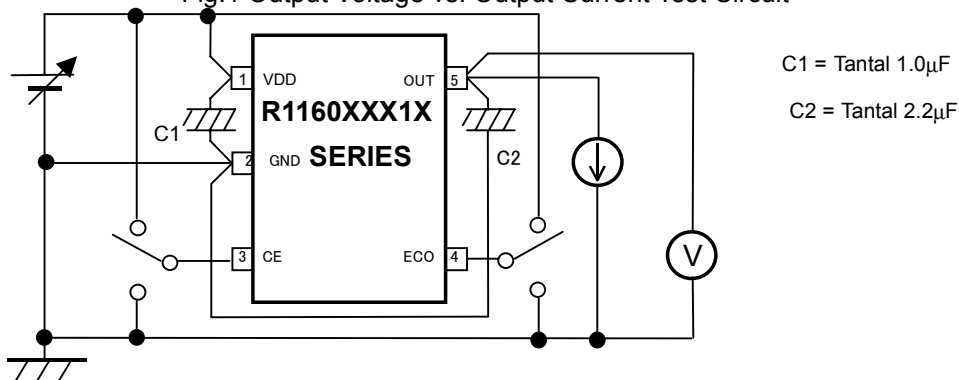 Fig.1 Output Voltage vs. Output Current Test Circuit
C1 = Tantal 1.0μF
C2 = Tantal 2.2μF
1 VDD
OUT 5
R1160XXX1X
C1
2 GND
SERIES
C2
3 CE
ECO 4
V